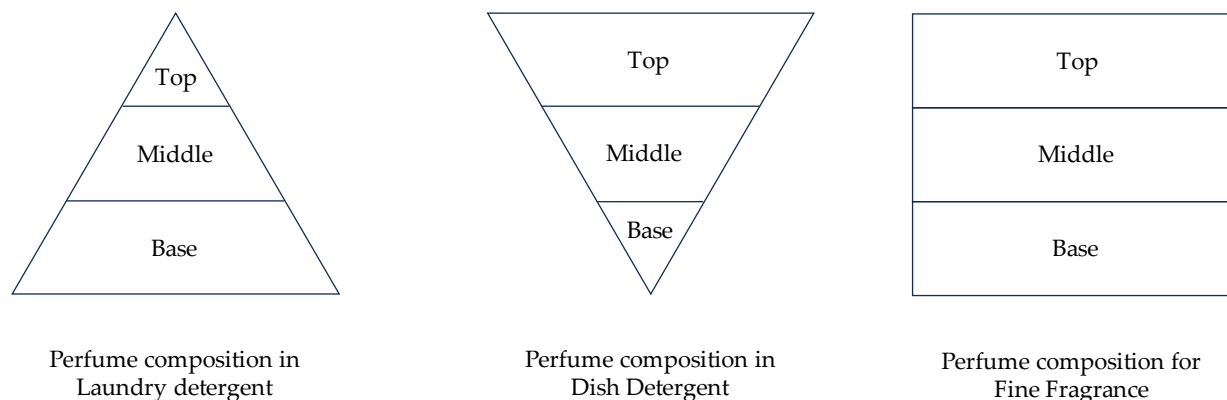 Top
Middle
Base
Perfume composition in
Laundry detergent
Top
Middle
Base
Perfume composition in
Dish Detergent
Top
Middle
Base
Perfume composition for
Fine Fragrance